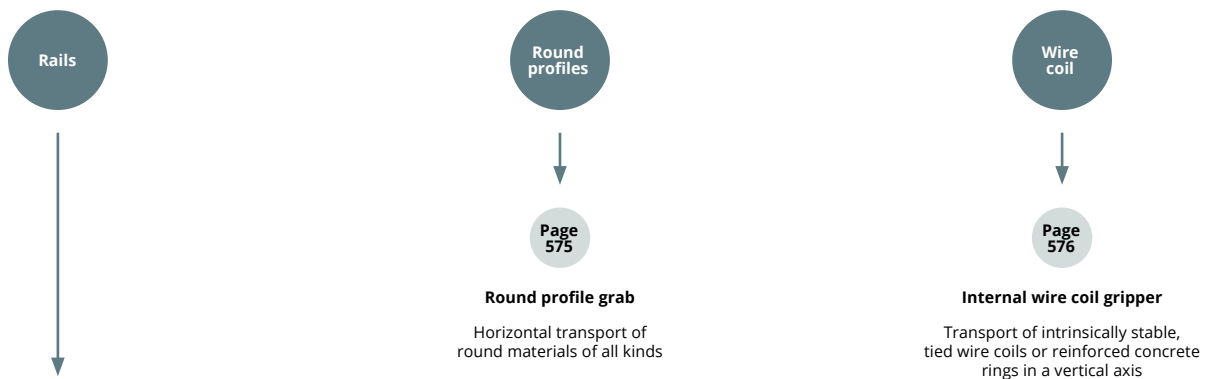 Rails
Round
profiles
Wire
coil
Page
575
Page
576
Round profile grab
Internal wire coil gripper
Horizontal transport of
round materials of all kinds
Transport of intrinsically stable,
tied wire coils or reinforced concrete
rings in a vertical axis